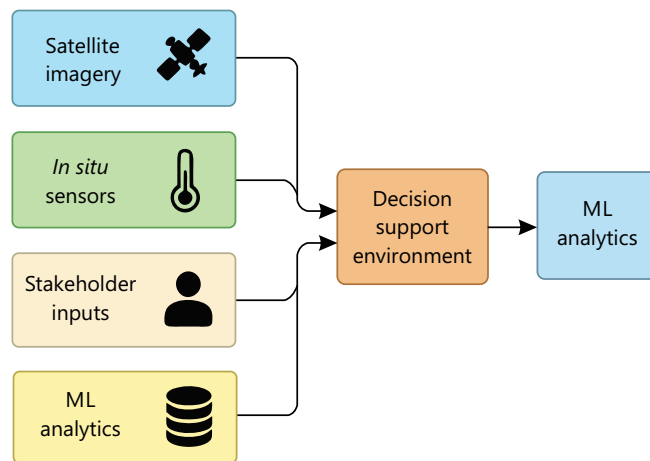 Satellite
imagery
In situ
sensors
Stakeholder
inputs
ML
analytics
Decision
support
environment
ML
analytics